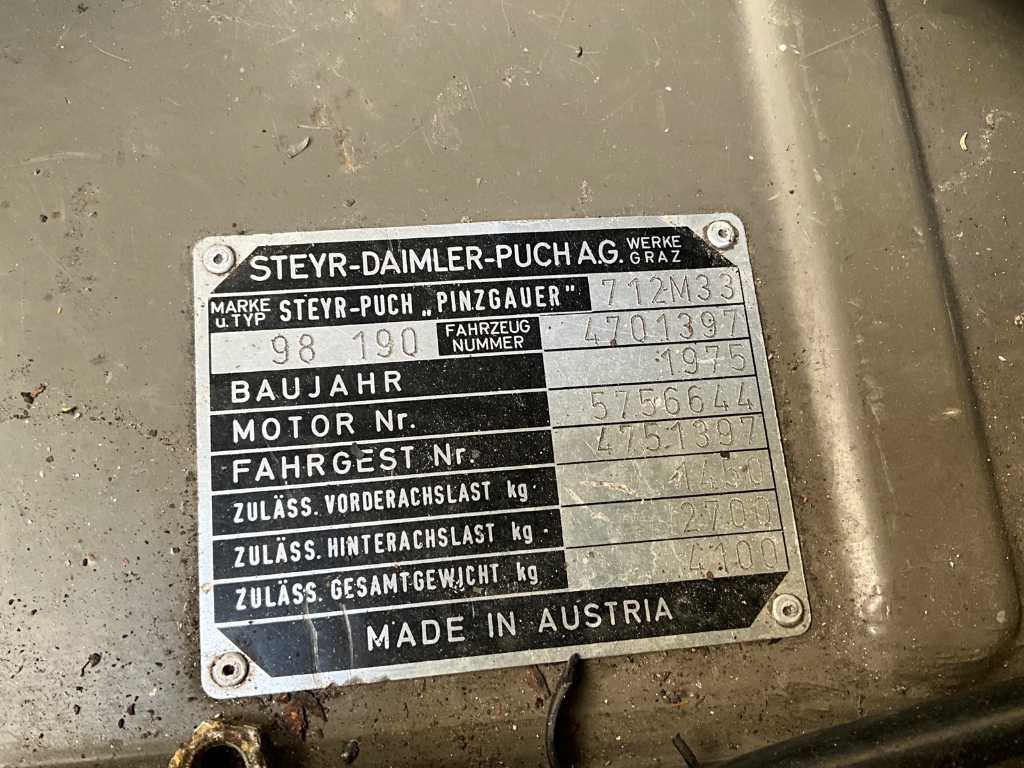 STEYR-DAIMLER-PUCH A.G. WERKE GRAZ
MARKE u. TYP STEYR-PUCH „PINZGAUER" 712M33
98 190 FAHRZEUG NUMMER 4701397
BAUJAHR 1975
MOTOR Nr. 5756644
FAHRGEST Nr. 4751397
ZULÄSS. VORDERACHSLAST kg 1450
ZULÄSS. HINTERACHSLAST kg 2700
ZULÄSS. GESAMTGEWICHT kg 4100
MADE IN AUSTRIA